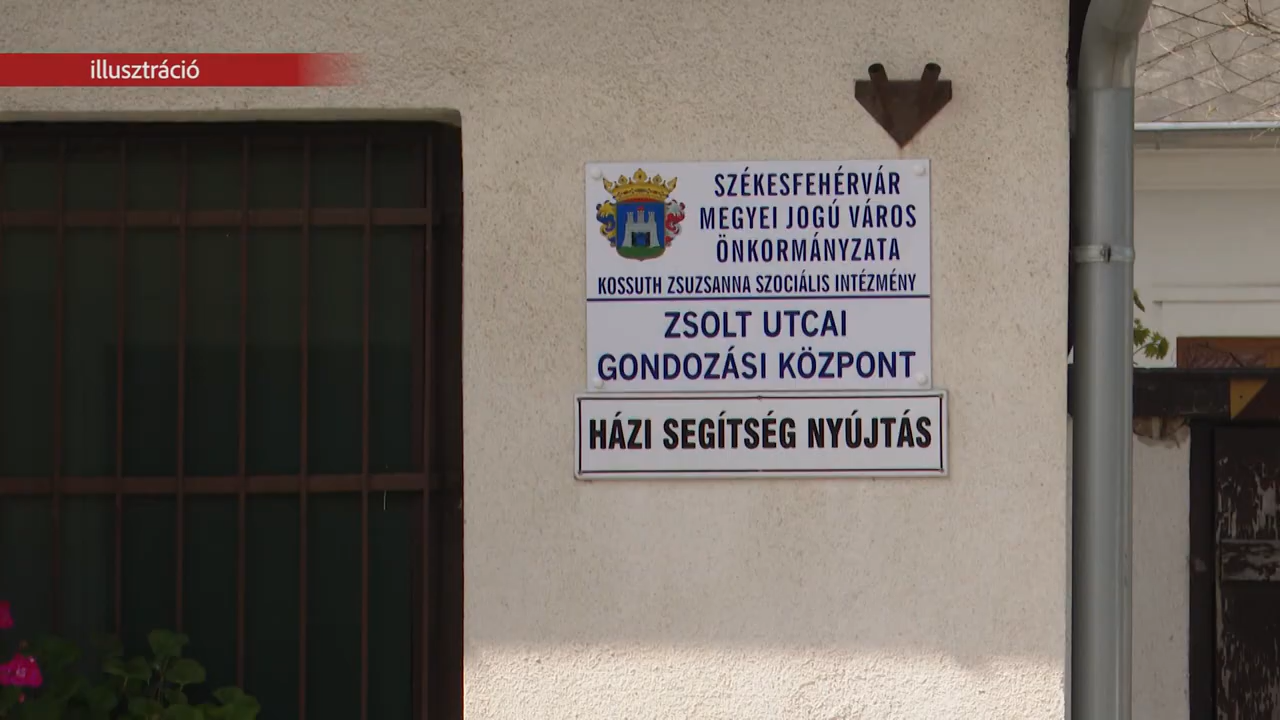 illusztráció
SZÉKESFEHÉRVÁR
MEGYEI JOGÚ VÁROS
ÖNKORMÁNYZATA
KOSSUTH ZSUZSANNA SZOCIÁLIS INTÉZMÉNY
ZSOLT UTCAI
GONDOZÁSI KÖZPONT
HÁZI SEGÍTSÉG NYÚJTÁS